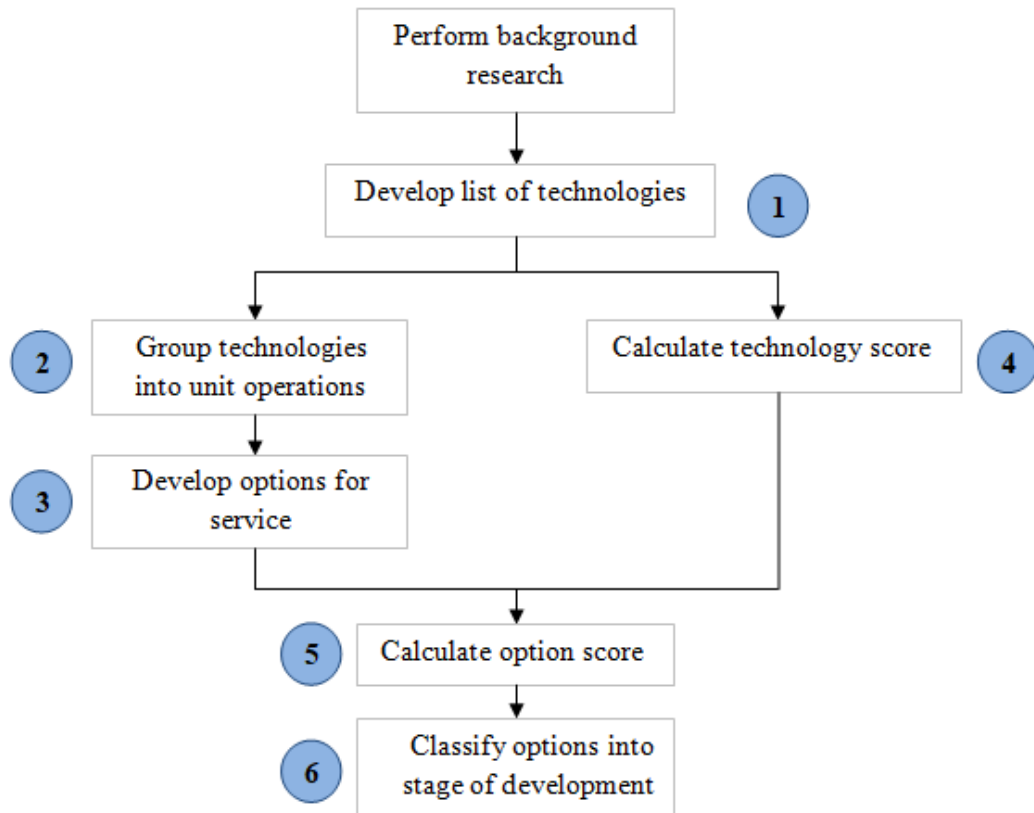 Perform background
research
Develop list of technologies
1
2
Group technologies
into unit operations
Calculate technology score
4
3
Develop options for
service
5
Calculate option score
6
Classify options into
stage of development